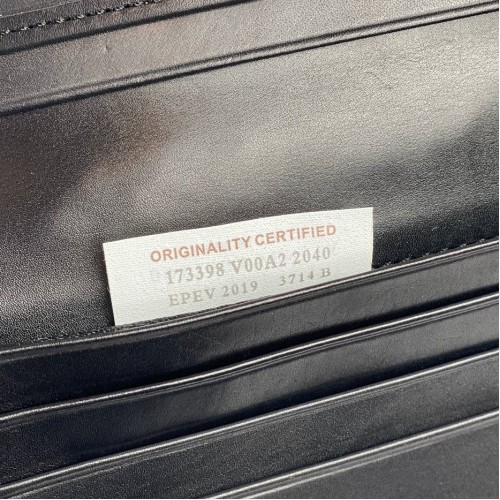 ORIGINALITY CERTIFIED
173398 V00A2 2040
EPEV 2019 3714 B